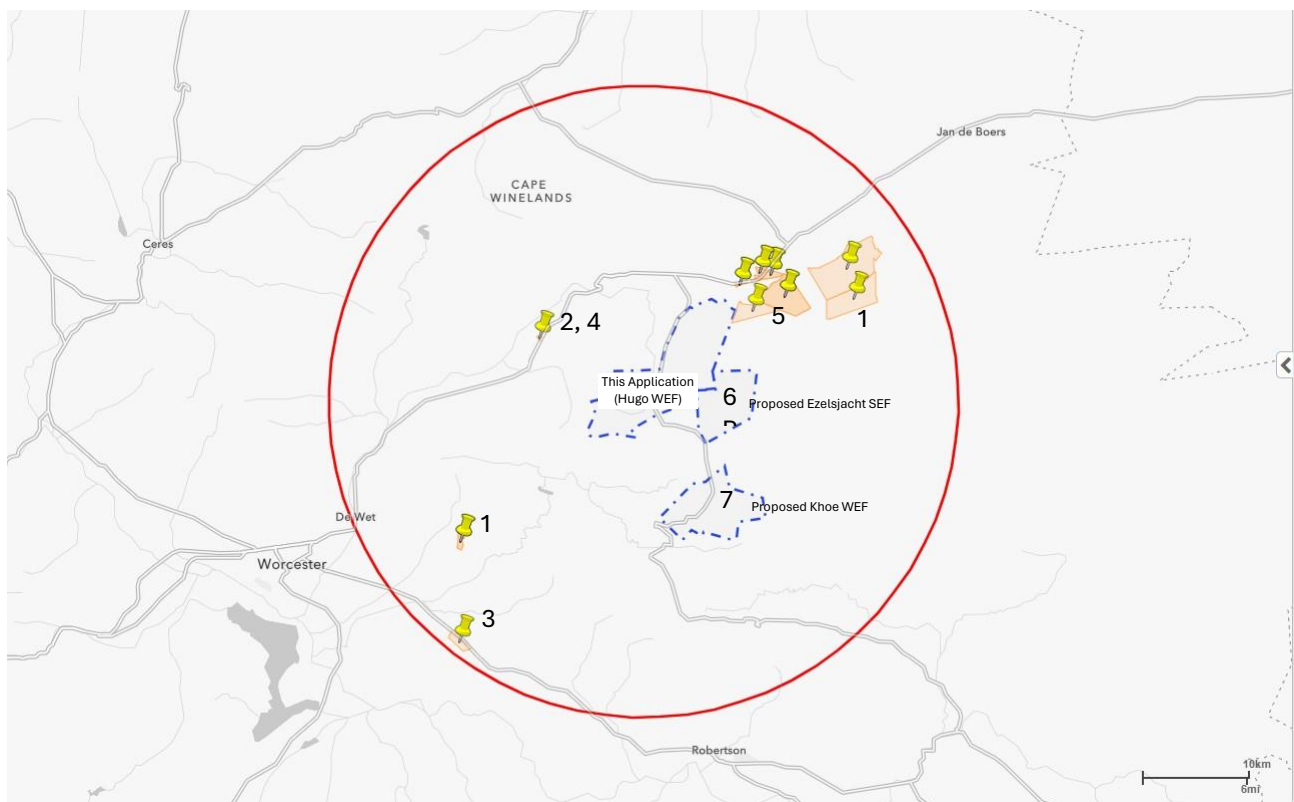 Jan de Boers
CAPE
WINELANDS
Ceres
2, 4
5
1
This Application
(Hugo WEF)
6
Proposed Ezelsjacht SEF
7
Proposed Khoe WEF
De Wet
1
Worcester
3
Robertson
10km
6mi